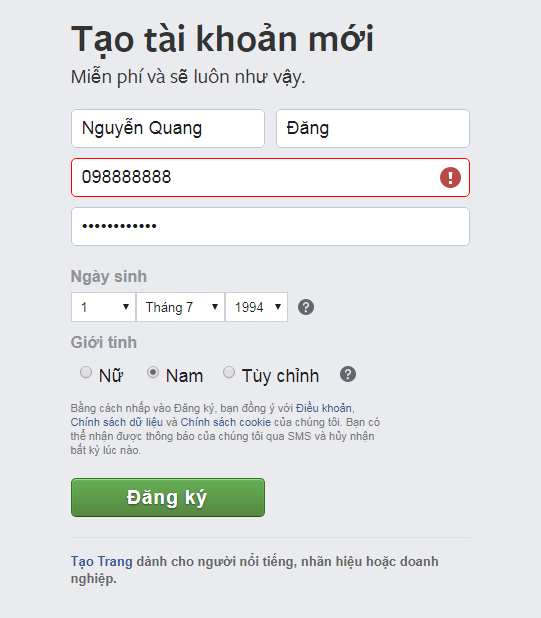 Tạo tài khoản mới
Miễn phí và sẽ luôn như vậy.
Nguyễn Quang Đăng
098888888
••••••••••••
Ngày sinh
1 Tháng 7 1994
Giới tính
Nữ Nam Tùy chỉnh
Bằng cách nhấp vào Đăng ký, bạn đồng ý với Điều khoản,
Chính sách dữ liệu và Chính sách cookie của chúng tôi. Bạn có
thể nhận được thông báo của chúng tôi qua SMS và hủy nhận
bất kỳ lúc nào.
Đăng ký
Tạo Trang dành cho người nổi tiếng, nhãn hiệu hoặc doanh
nghiệp.